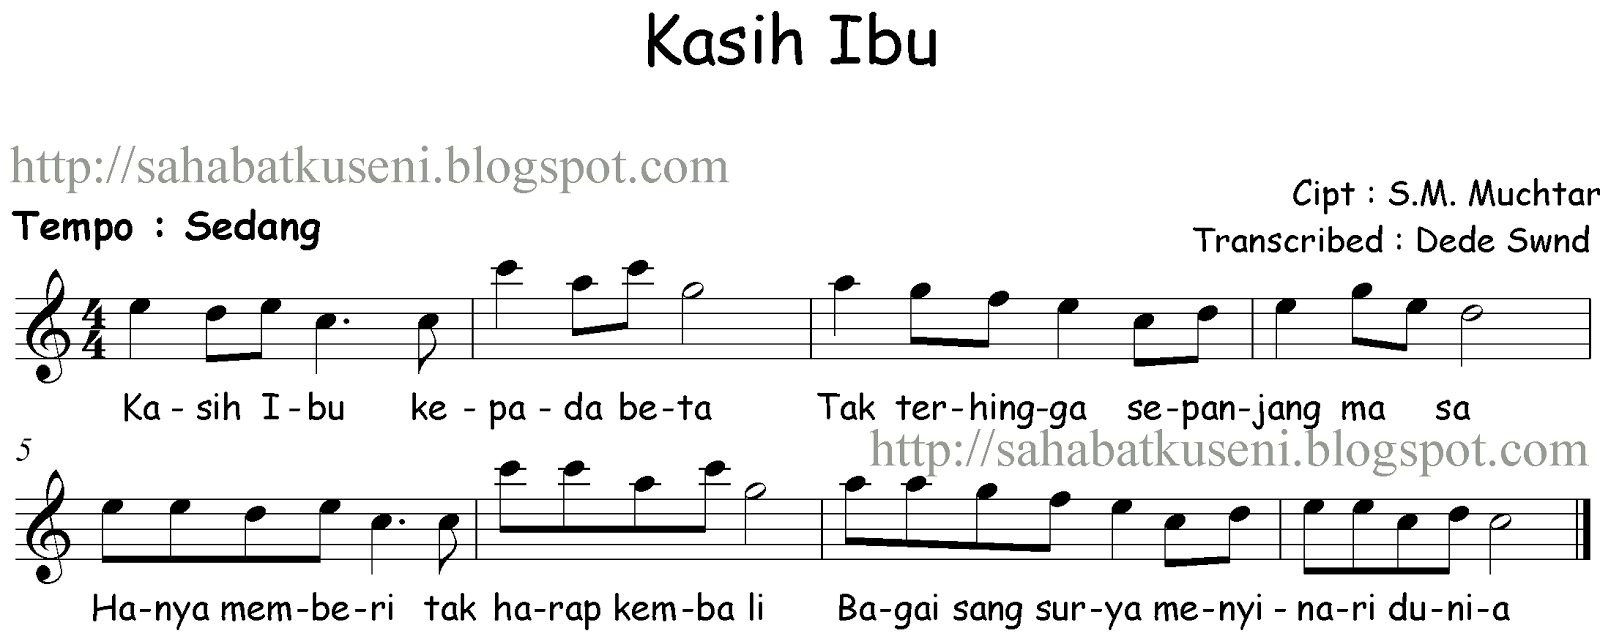 Kasih Ibu
http://sahabatkuseni.blogspot.com
Cipt : S.M. Muchtar
Tempo : Sedang
Transcribed : Dede Swnd
4
4
Ka - sih I - bu ke - pa - da be - ta Tak ter - hing - ga se - pan - jang ma sa
http://sahabatkuseni.blogspot.com
5
Ha - nya mem - be - ri tak ha - rap kem - ba li Ba - gai sang sur - ya me - nyi - na - ri du - ni - a